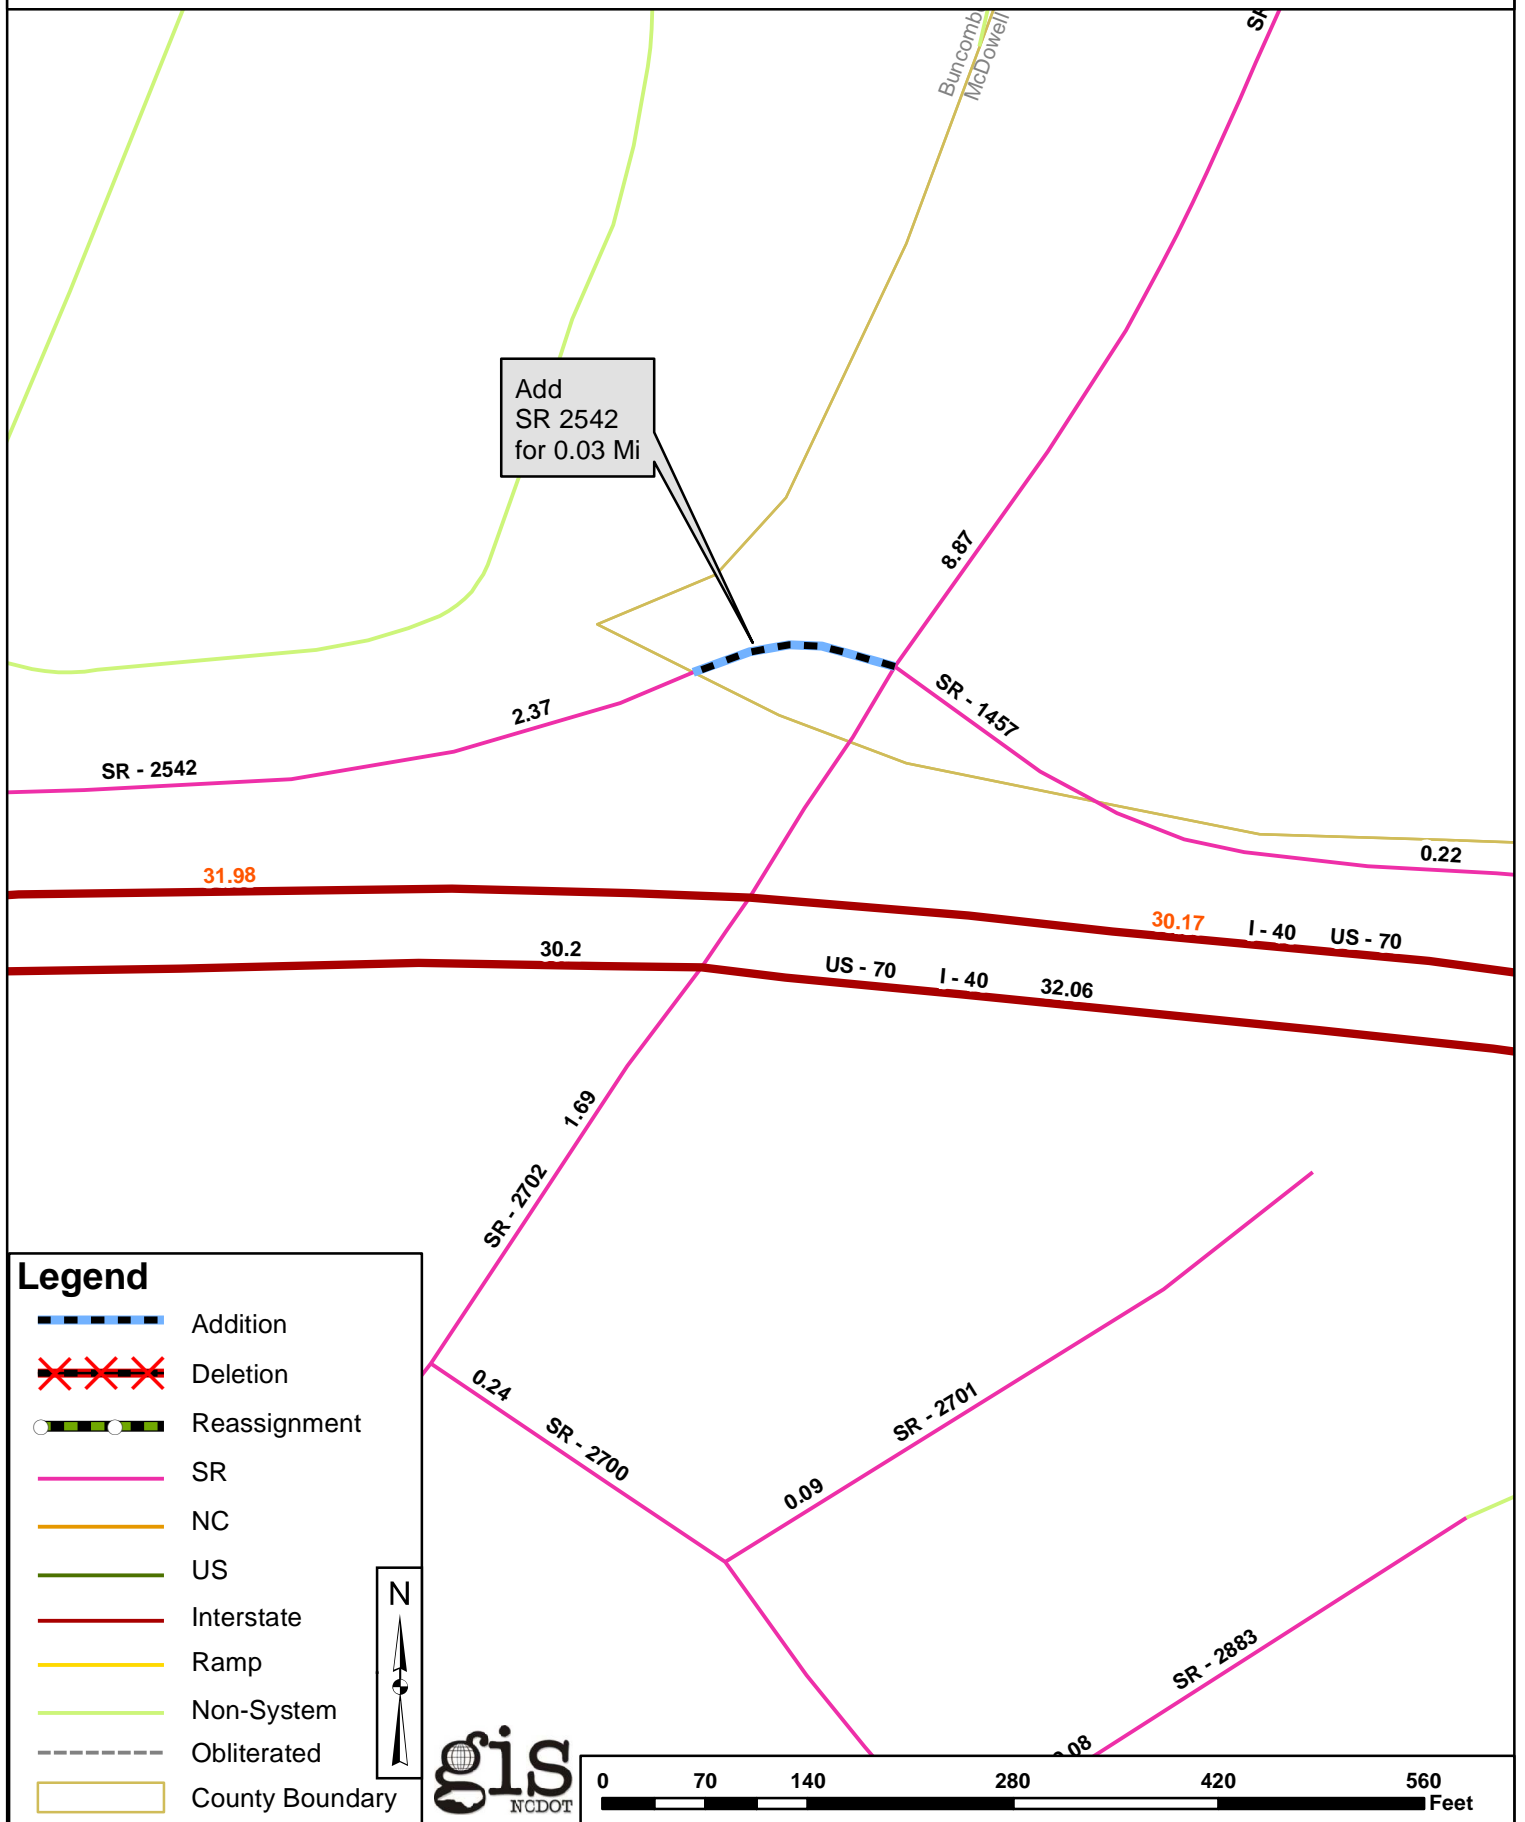 Buncomb
McDowell
Add
SR 2542
for 0.03 Mi
8.87
SR - 1457
2.37
SR - 2542
0.22
31.98
30.17 I - 40 US - 70
30.2
US - 70 I - 40 32.06
1.69
SR - 2702
0.24
SR - 2700
SR - 2701
0.09
SR - 2883
Legend
Addition
Deletion
Reassignment
SR
NC
US
Interstate
Ramp
Non-System
Obliterated
County Boundary
N
gis
NCDOT
0 70 140 280 420 560
Feet